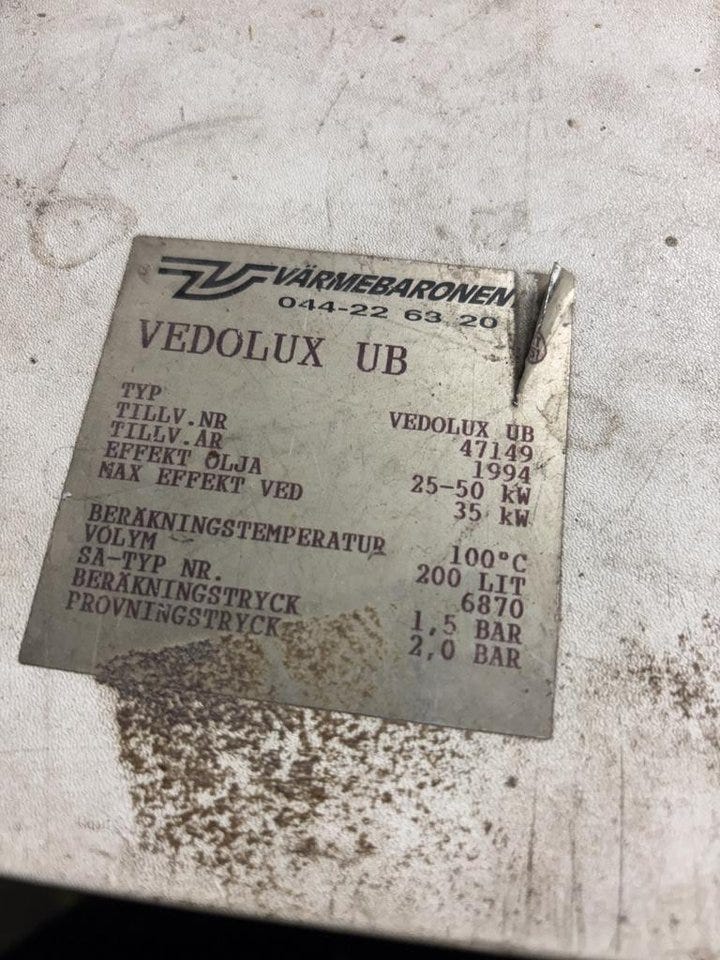 VÄRMEBARONEN
044-22 63 20
VEDOLUX UB
TYP VEDOLUX UB
TILLV.NR 47149
TILLV.ÅR 1994
EFFEKT OLJA 25-50 kW
MAX EFFEKT VED 35 kW
BERÄKNINGSTEMPERATUR 100°C
VOLYM 200 LIT
SA-TYP NR. 6870
BERÄKNINGSTRYCK 1,5 BAR
PROVNINGSTRYCK 2,0 BAR